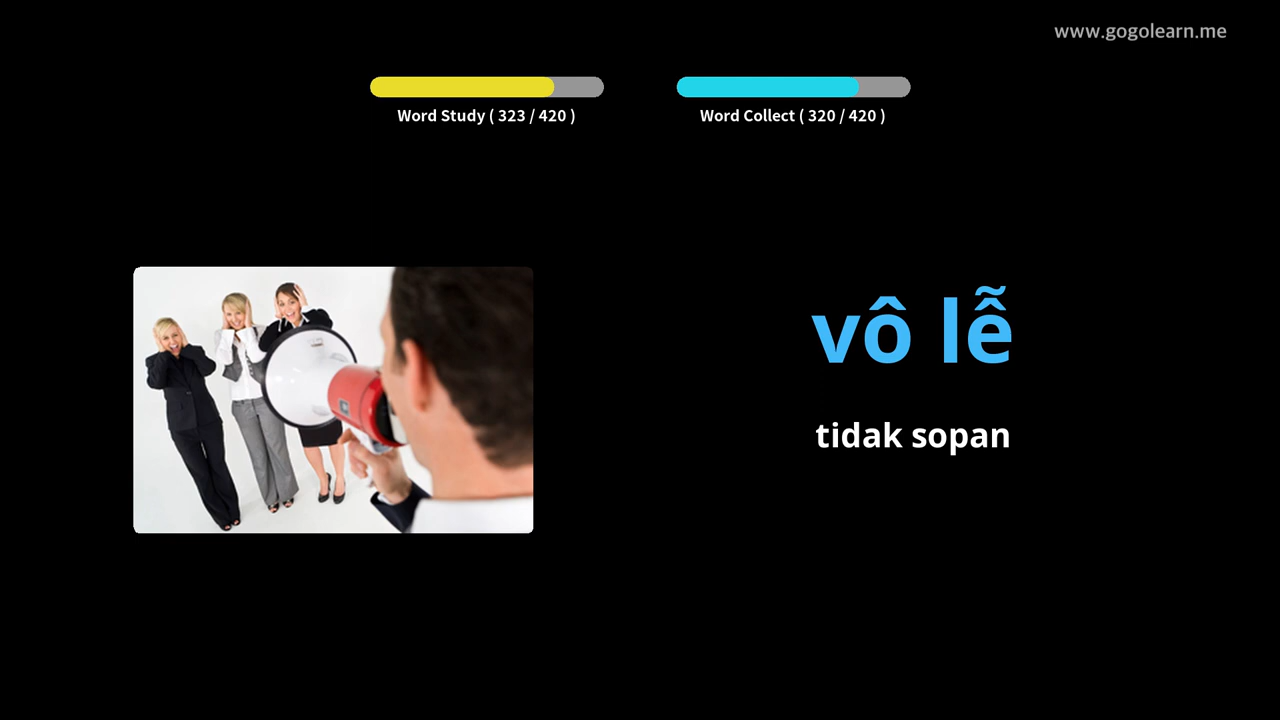 www.gogolearn.me
Word Study ( 323 / 420 )
Word Collect ( 320 / 420 )
vô lễ
tidak sopan